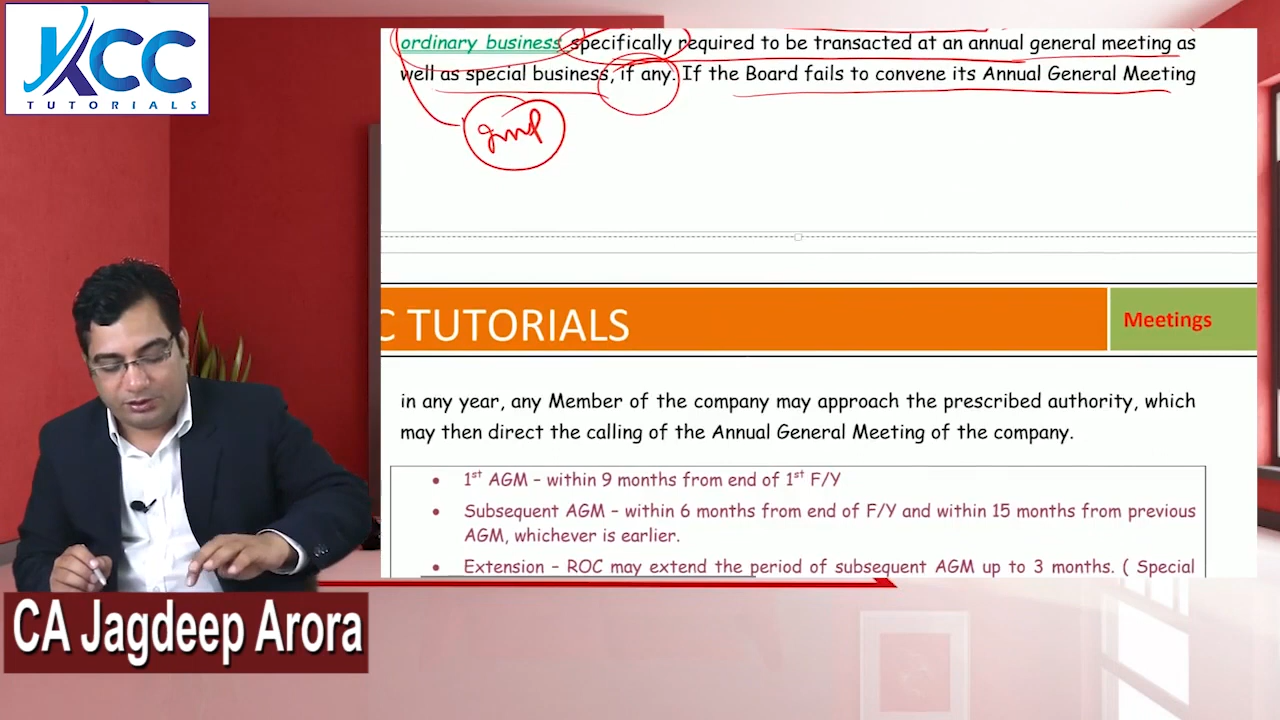 KCC
TUTORIALS
ordinary business specifically required to be transacted at an annual general meeting as
well as special business, if any. If the Board fails to convene its Annual General Meeting
Imp
C TUTORIALS
Meetings
in any year, any Member of the company may approach the prescribed authority, which
may then direct the calling of the Annual General Meeting of the company.
• 1st AGM – within 9 months from end of 1st F/Y
• Subsequent AGM – within 6 months from end of F/Y and within 15 months from previous
AGM, whichever is earlier.
• Extension – ROC may extend the period of subsequent AGM up to 3 months. ( Special
CA Jagdeep Arora